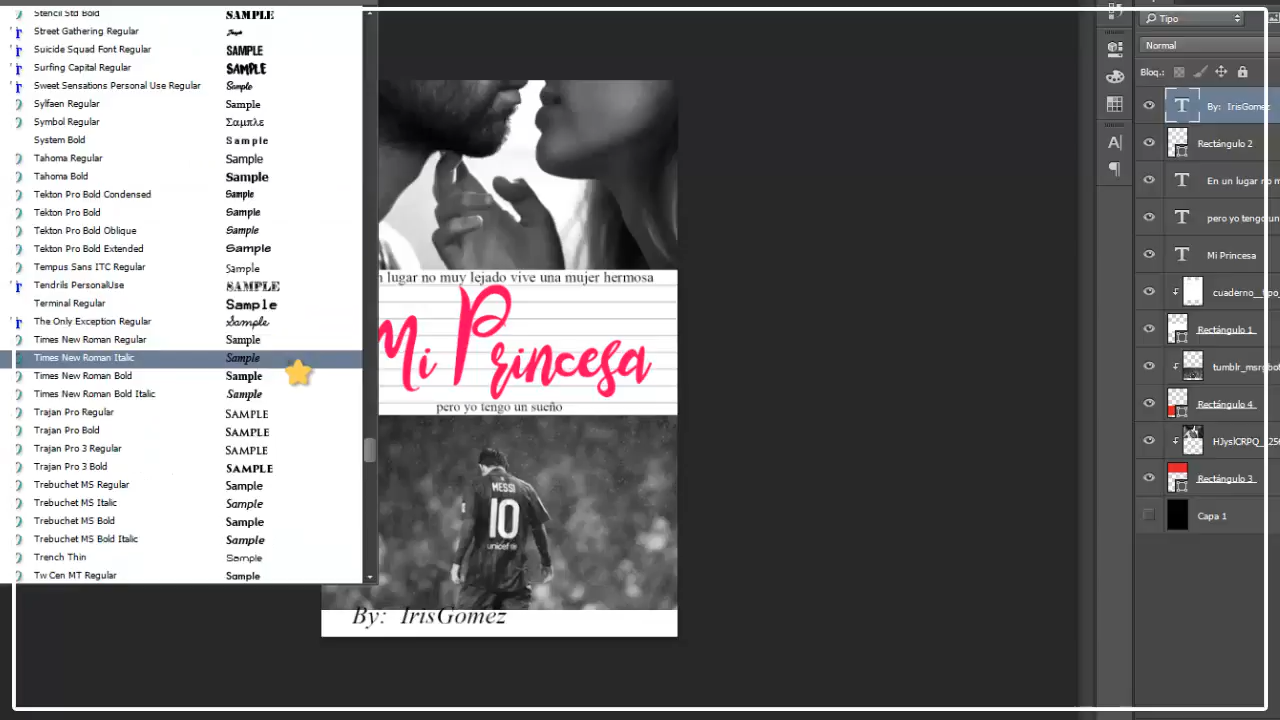 Stencil Std Bold SAMPLE
Street Gathering Regular Sample
Suicide Squad Font Regular SAMPLE
Surfing Capital Regular SAMPLE
Sweet Sensations Personal Use Regular Sample
Sylfaen Regular Sample
Symbol Regular Σαμπλε
System Bold Sample
Tahoma Regular Sample
Tahoma Bold Sample
Tekton Pro Bold Condensed Sample
Tekton Pro Bold Sample
Tekton Pro Bold Oblique Sample
Tekton Pro Bold Extended Sample
Tempus Sans ITC Regular Sample
Tendrils PersonalUse SAMPLE
Terminal Regular Sample
The Only Exception Regular Sample
Times New Roman Regular Sample
Times New Roman Italic Sample
Times New Roman Bold Sample
Times New Roman Bold Italic Sample
Trajan Pro Regular SAMPLE
Trajan Pro Bold SAMPLE
Trajan Pro 3 Regular SAMPLE
Trajan Pro 3 Bold SAMPLE
Trebuchet MS Regular Sample
Trebuchet MS Italic Sample
Trebuchet MS Bold Sample
Trebuchet MS Bold Italic Sample
Trench Thin Sample
Tw Cen MT Regular Sample
lugar no muy lejado vive una mujer hermosa
Mi Princesa
pero yo tengo un sueño
MESSI
10
unicef
By: IrisGomez
Tipo
Normal
Bloq.:
By: IrisGomez
Rectángulo 2
En un lugar no m
pero yo tengo un
Mi Princesa
cuaderno__tipo_
Rectángulo 1
Rectángulo 4
Rectángulo 3
Capa 1